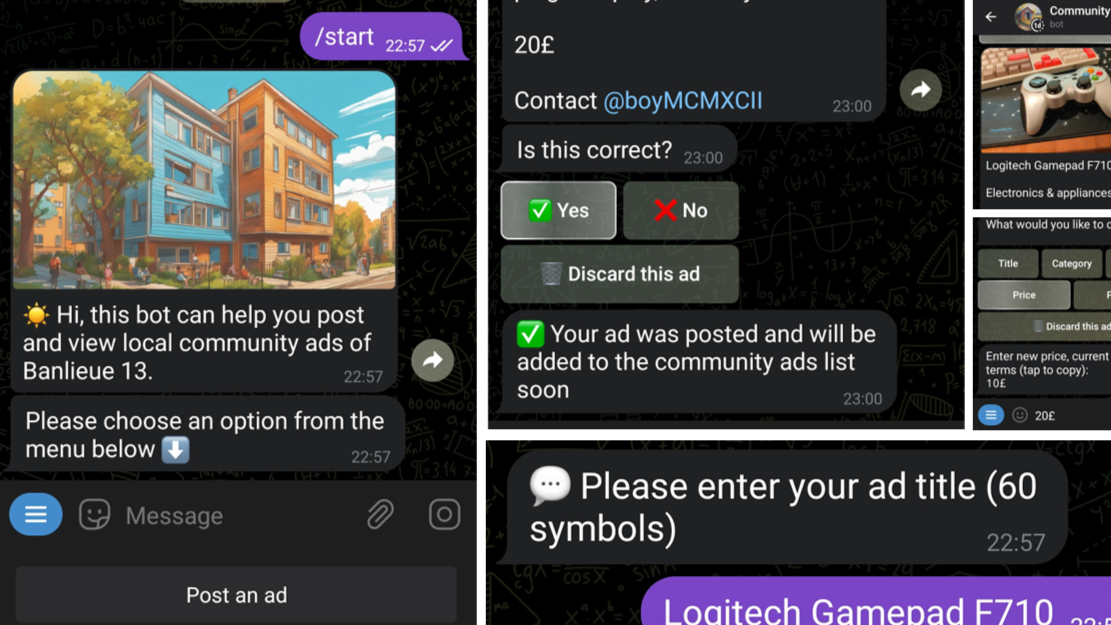 /start 22:57
Hi, this bot can help you post
and view local community ads of
Banlieue 13.
22:57
Please choose an option from the
menu below
22:57
Message
Post an ad
20£
Contact @boyMCMXCII
23:00
Is this correct? 23:00
Yes
No
Discard this ad
Your ad was posted and will be
added to the community ads list
soon
23:00
Community
bot
Logitech Gamepad F710
Electronics & appliances
What would you like to
Title
Category
Price
Discard this ad
Enter new price, current
terms (tap to copy):
10£
20£
Please enter your ad title (60
symbols)
22:57
Logitech Gamepad F710